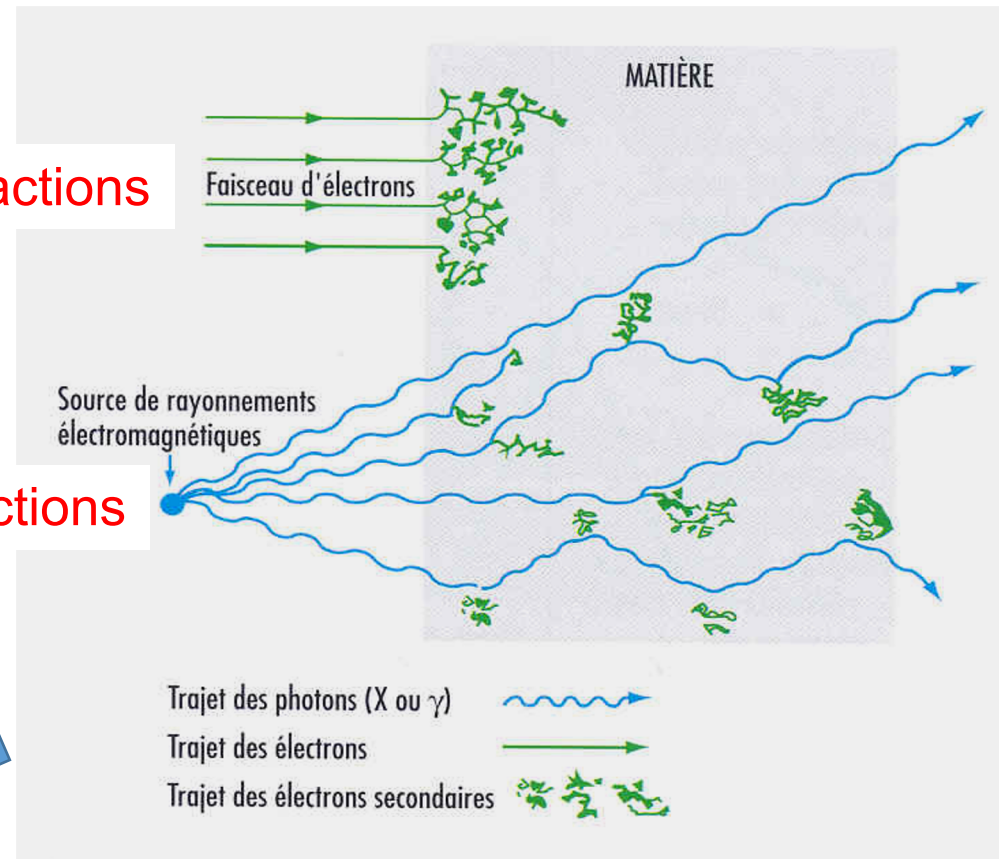 MATIÈRE
actions
Faisceau d'électrons
Source de rayonnements
électromagnétiques
ctions
Trajet des photons (X ou γ)
Trajet des électrons
Trajet des électrons secondaires